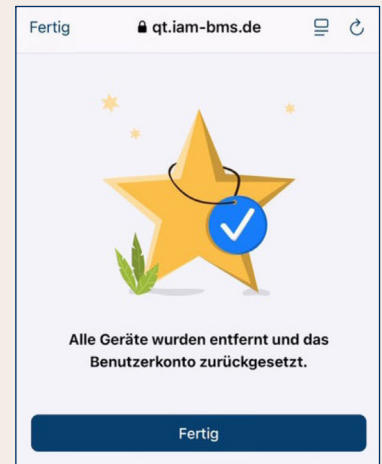 Fertig qt.iam-bms.de
Alle Geräte wurden entfernt und das
Benutzerkonto zurückgesetzt.
Fertig